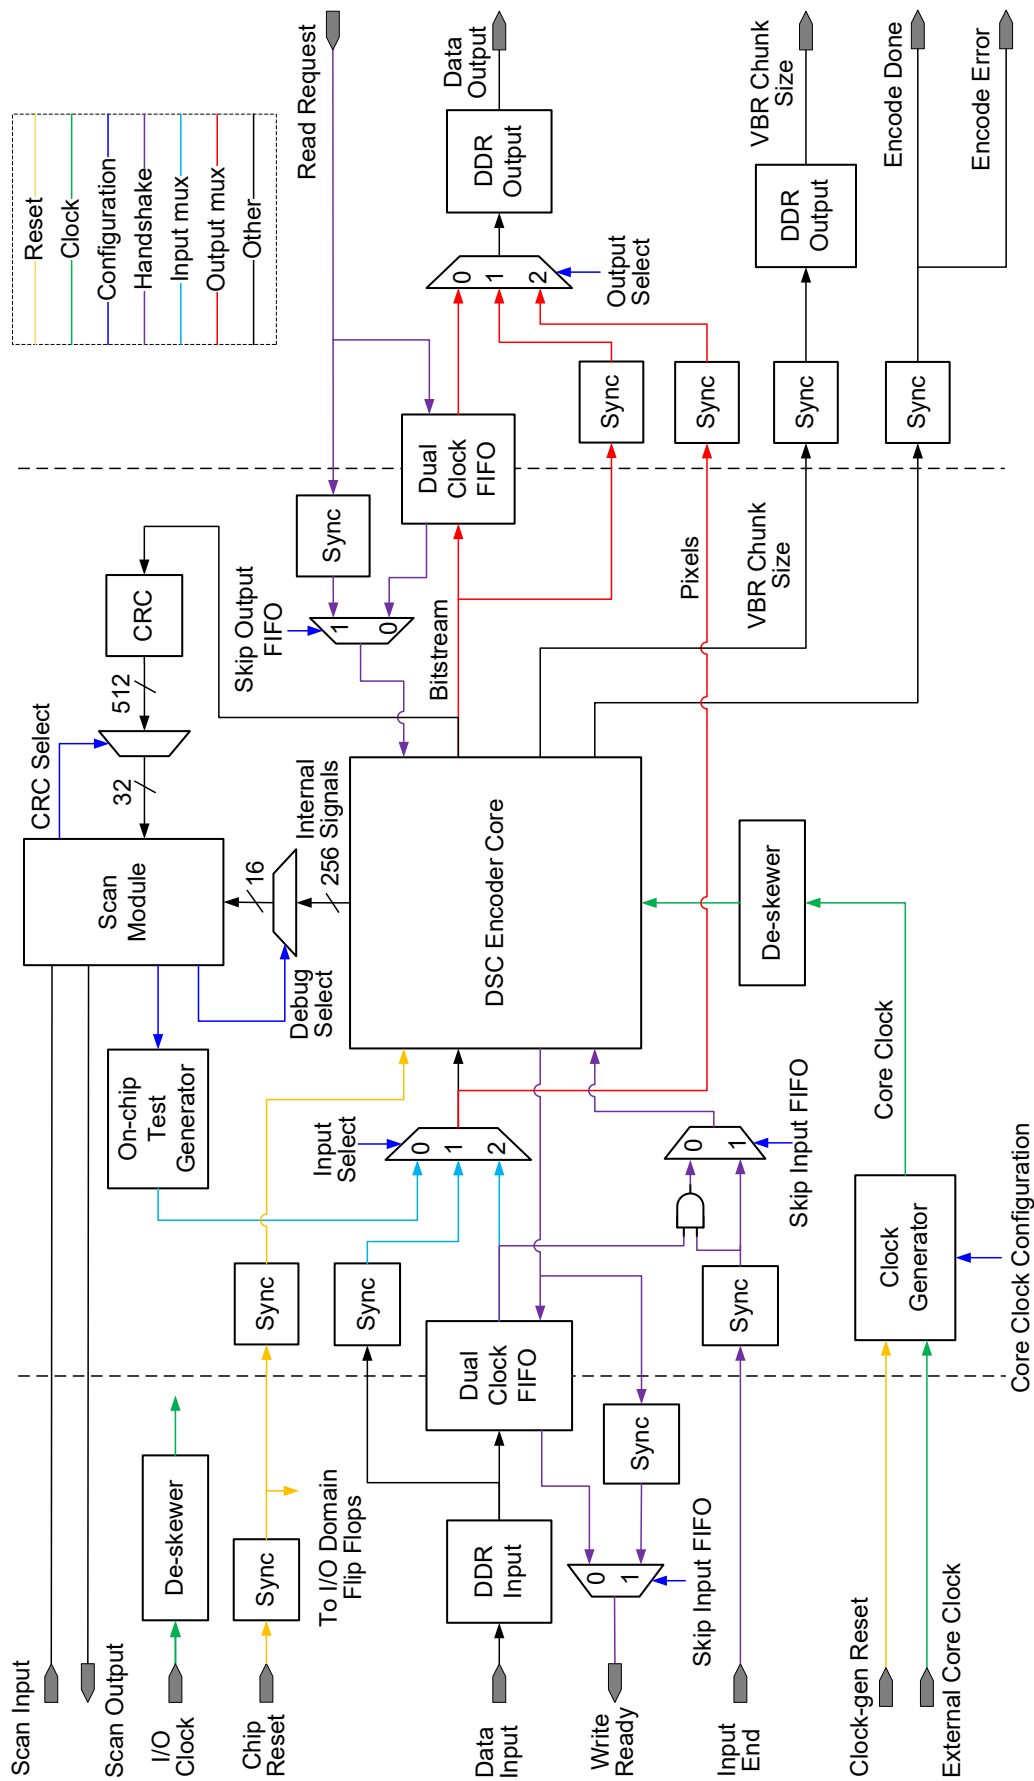 Scan Input
Scan Output
I/O
Clock
Chip
Reset
Data
Input
Write
Ready
Input
End
Clock-gen Reset
External Core Clock
De-skewer
Sync
To I/O Domain
Flip Flops
DDR
Input
0
1
Skip Input FIFO
Sync
Dual
Clock
FIFO
Sync
Sync
Sync
Clock
Generator
Core Clock Configuration
Core Clock
Skip Input FIFO
0
1
Input
Select
0
1
2
On-chip
Test
Generator
Scan
Module
Debug
Select
16
256
Internal
Signals
DSC Encoder Core
De-skewer
CRC Select
32
512
CRC
Skip Output
FIFO
1
0
Sync
Bitstream
Pixels
VBR Chunk
Size
Dual
Clock
FIFO
Sync
Sync
Sync
Sync
0
1
2
Output
Select
DDR
Output
DDR
Output
Read Request
Data
Output
VBR Chunk
Size
Encode Done
Encode Error
Reset
Clock
Configuration
Handshake
Input mux
Output mux
Other